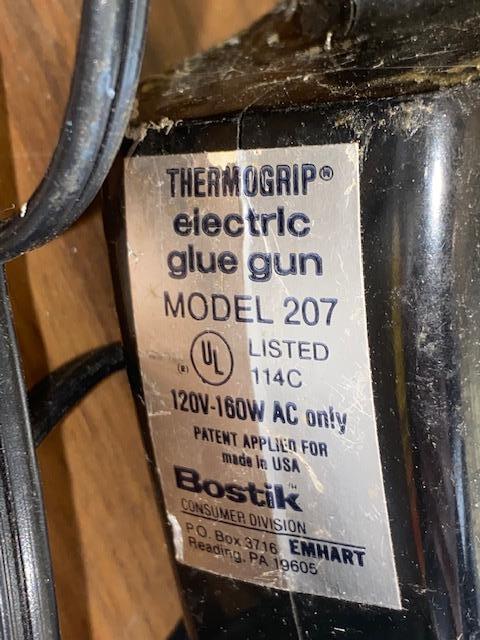 THERMOGRIP®
electric
glue gun
MODEL 207
UL LISTED
114C
120V-160W AC only
PATENT APPLIED FOR
made in USA
Bostik™
CONSUMER DIVISION
P.O. Box 3716 EMHART
Reading, PA 19605